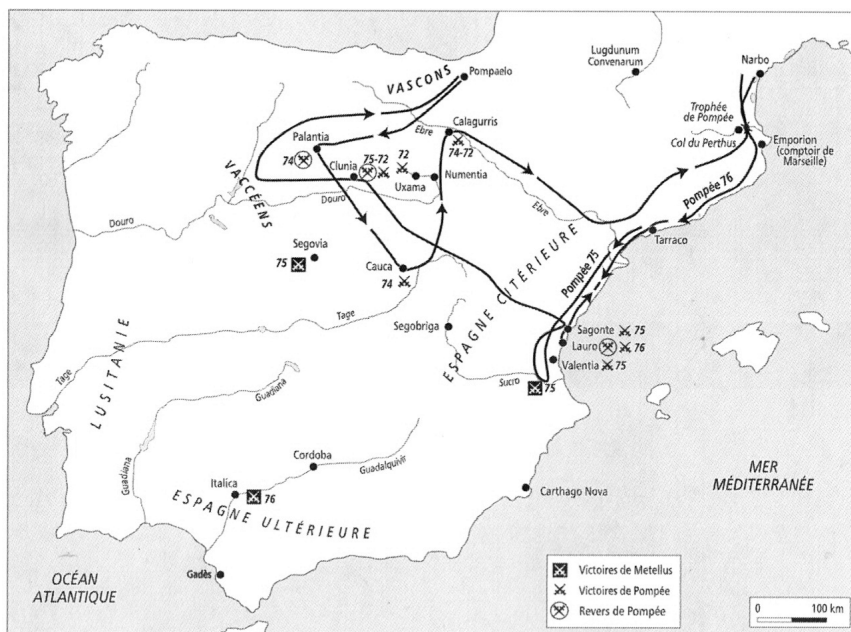 Lugdunum
Convenarum
Narbo
Pompaelo
VASCONS
Trophée
de Pompée
Col du Perthus
Emporion
(comptoir de
Marseille)
Ebre
Calagurris
74-72
Palantia
74
Clunia
75-72
72
Uxama
Numentia
VACCÉENS
Douro
Douro
Ebre
Pompée 76
Tarraco
Pompée 75
Segovia
75
Cauca
74
ESPAGNE CITÉRIEURE
Tage
Segobriga
Sagonte
75
Lauro
76
Valentia
75
Sucro
75
Tage
LUSITANIE
Guadiana
Guadiana
Cordoba
Guadalquivir
Italica
76
ESPAGNE ULTÉRIEURE
Carthago Nova
MER
MÉDITERRANÉE
Gadès
OCÉAN
ATLANTIQUE
Victoires de Metellus
Victoires de Pompée
Revers de Pompée
0 100 km